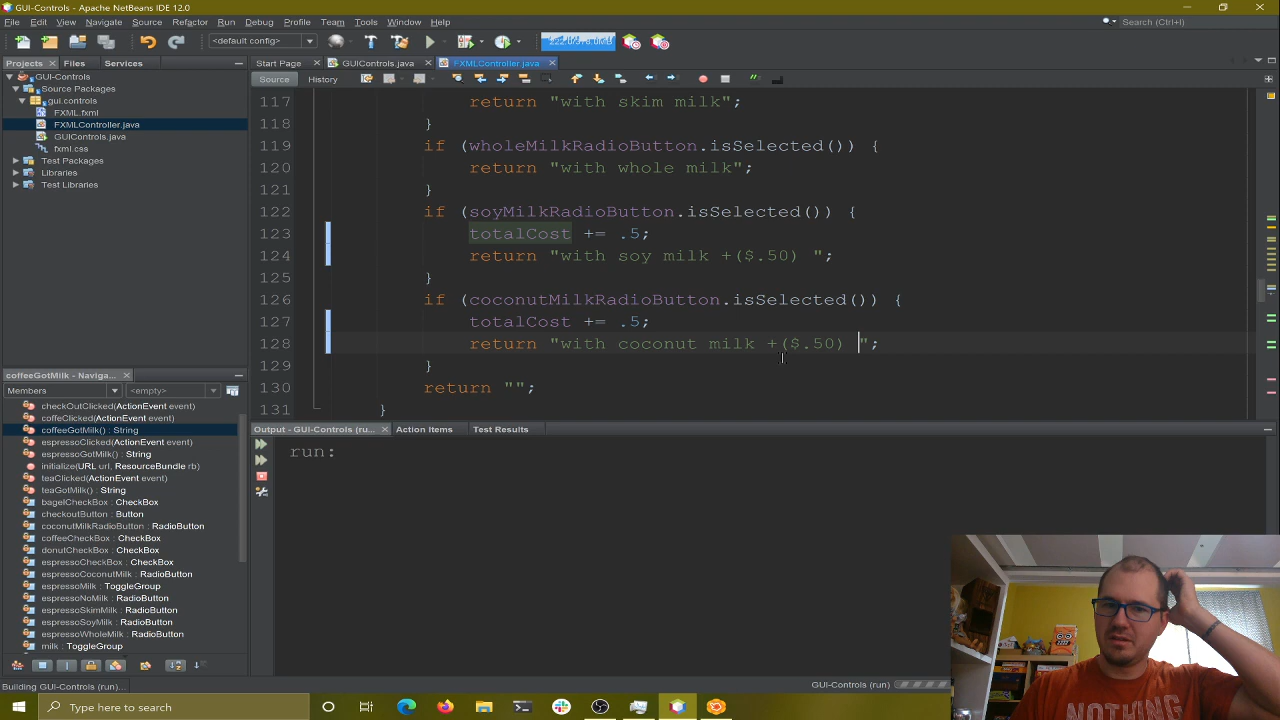 GUI-Controls - Apache NetBeans IDE 12.0
File Edit View Navigate Source Refactor Run Debug Profile Team Tools Window Help
Search (Ctrl+I)
<default config>
Projects Files Services
Start Page GUIControls.java FXMLController.java
GUI-Controls
Source Packages
gui.controls
FXML.fxml
FXMLController.java
GUIControls.java
fxml.css
Test Packages
Libraries
Test Libraries
Source History
117 return "with skim milk";
118 }
119 if (wholeMilkRadioButton.isSelected()) {
120 return "with whole milk";
121 }
122 if (soyMilkRadioButton.isSelected()) {
123 totalCost += .5;
124 return "with soy milk +($.50) ";
125 }
126 if (coconutMilkRadioButton.isSelected()) {
127 totalCost += .5;
128 return "with coconut milk +($.50) ";
129 }
130 return "";
131 }
coffeeGotMilk - Naviga...
Members <empty>
checkOutClicked(ActionEvent event)
coffeClicked(ActionEvent event)
coffeeGotMilk() : String
espressoClicked(ActionEvent event)
espressoGotMilk() : String
initialize(URL url, ResourceBundle rb)
teaClicked(ActionEvent event)
teaGotMilk() : String
bagelCheckBox : CheckBox
checkoutButton : Button
coconutMilkRadioButton : RadioButton
coffeeCheckBox : CheckBox
donutCheckBox : CheckBox
espressoCheckBox : CheckBox
espressoCoconutMilk : RadioButton
espressoMilk : ToggleGroup
espressoNoMilk : RadioButton
espressoSkimMilk : RadioButton
espressoSoyMilk : RadioButton
espressoWholeMilk : RadioButton
milk : ToggleGroup
Output - GUI-Controls (run... Action Items Test Results
run:
NOTHING
Building GUI-Controls (run)...
GUI-Controls (run)
Type here to search